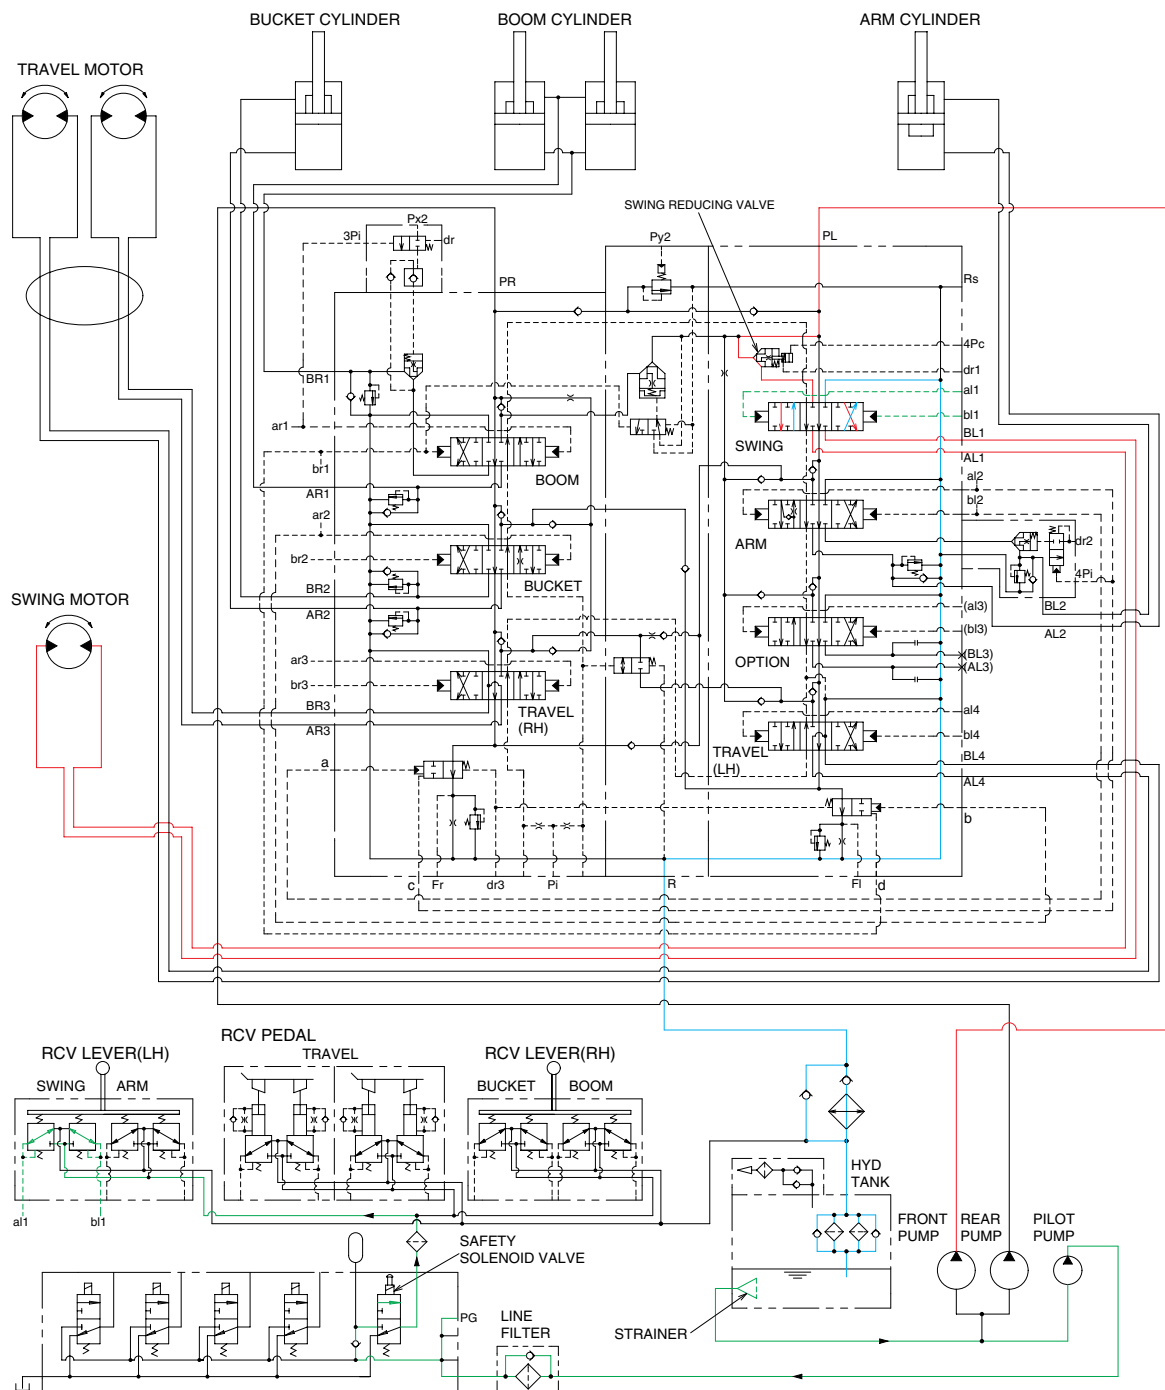 BUCKET CYLINDER
BOOM CYLINDER
ARM CYLINDER
TRAVEL MOTOR
SWING REDUCING VALVE
Px2
3Pi
dr
Py2
PL
PR
Rs
4Pc
dr1
BR1
al1
ar1
bl1
SWING
BL1
br1
BOOM
AL1
AR1
al2
ar2
bl2
ARM
dr2
br2
BUCKET
4Pi
BR2
BL2
(al3)
AR2
(bl3)
AL2
SWING MOTOR
OPTION
(BL3)
(AL3)
ar3
br3
BR3
TRAVEL
(RH)
al4
AR3
bl4
TRAVEL
(LH)
BL4
a
AL4
b
c
Fr
dr3
Pi
R
Fl
d
RCV PEDAL
RCV LEVER(LH)
TRAVEL
RCV LEVER(RH)
SWING
ARM
BUCKET
BOOM
al1
bl1
HYD
TANK
FRONT
PUMP
REAR
PUMP
PILOT
PUMP
SAFETY
SOLENOID VALVE
PG
LINE
FILTER
STRAINER